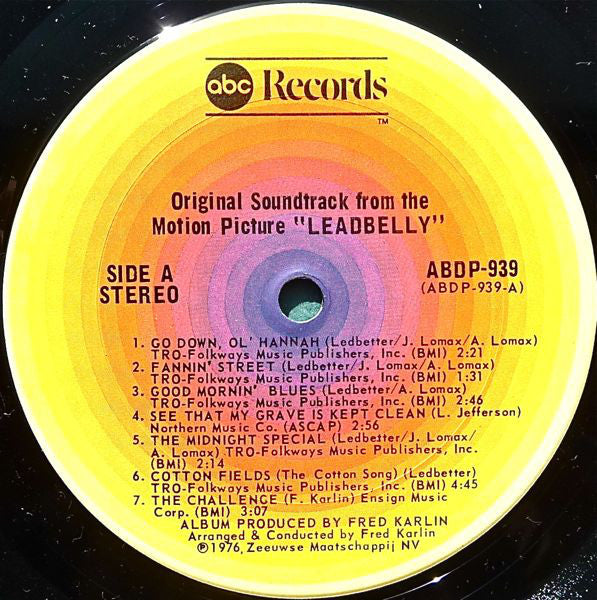 abc Records
TM
Original Soundtrack from the
Motion Picture "LEADBELLY"
SIDE A
STEREO
ABDP-939
(ABDP-939-A)
1. GO DOWN, OL' HANNAH (Ledbetter/J. Lomax/A. Lomax)
TRO-Folkways Music Publishers, Inc. (BMI) 2:21
2. FANNIN' STREET (Ledbetter/J. Lomax/A. Lomax)
TRO-Folkways Music Publishers, Inc. (BMI) 1:31
3. GOOD MORNIN' BLUES (Ledbetter/A. Lomax)
TRO-Folkways Music Publishers, Inc. (BMI) 2:46
4. SEE THAT MY GRAVE IS KEPT CLEAN (L. Jefferson)
Northern Music Co. (ASCAP) 2:56
5. THE MIDNIGHT SPECIAL (Ledbetter/J. Lomax/
A. Lomax) TRO-Folkways Music Publishers, Inc.
(BMI) 2:14
6. COTTON FIELDS (The Cotton Song) (Ledbetter)
TRO-Folkways Music Publishers, Inc. (BMI) 4:45
7. THE CHALLENGE (F. Karlin) Ensign Music
Corp. (BMI) 3:07
ALBUM PRODUCED BY FRED KARLIN
Arranged & Conducted by Fred Karlin
℗1976, Zeeuwse Maatschappij NV